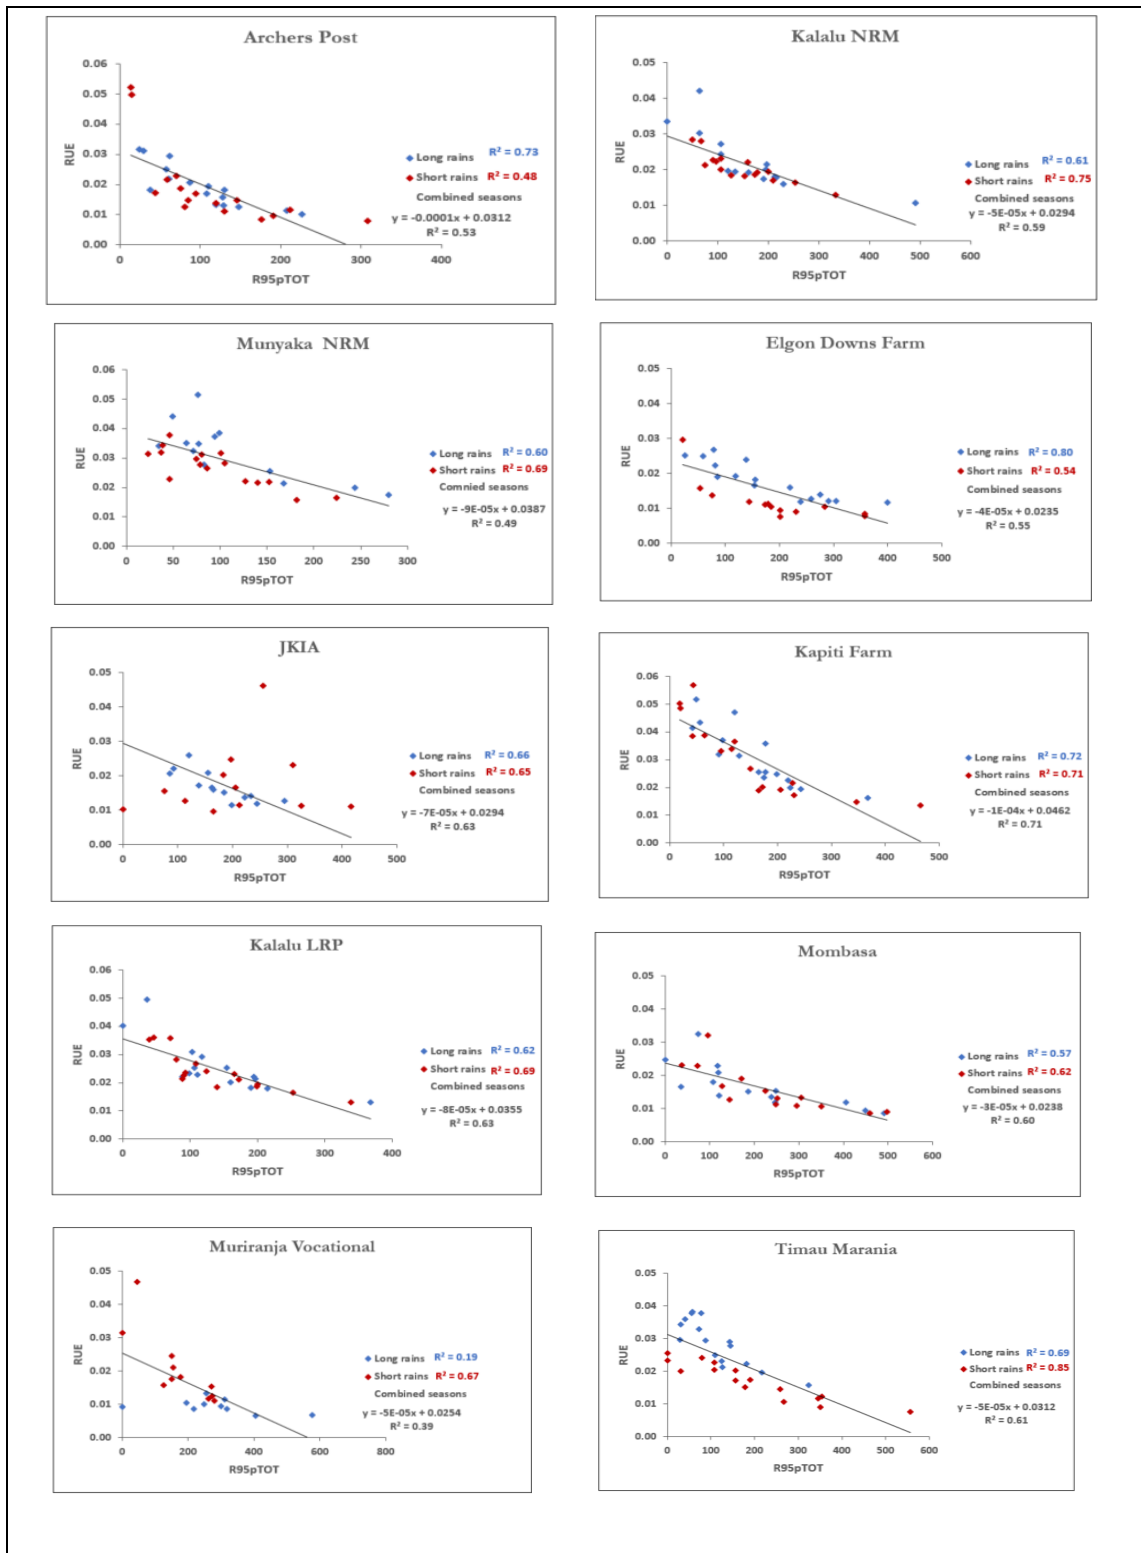 Archers Post
0.06
0.05
0.04
0.03
0.02
0.01
0.00
RUE
0
100
200
300
400
R95pTOT
Long rains R² = 0.73
Short rains R² = 0.48
Combined seasons
y = -0.0001x + 0.0312
R² = 0.53
Kalalu NRM
0.05
0.04
0.03
0.02
0.01
0.00
RUE
0
100
200
300
400
500
600
R95pTOT
Long rains R² = 0.61
Short rains R² = 0.75
Combined seasons
y = -5E-05x + 0.0294
R² = 0.59
Munyaka NRM
0.06
0.05
0.04
0.03
0.02
0.01
0.00
RUE
0
50
100
150
200
250
300
R95pTOT
Long rains R² = 0.60
Short rains R² = 0.69
Comnied seasons
y = -9E-05x + 0.0387
R² = 0.49
Elgon Downs Farm
0.05
0.04
0.03
0.02
0.01
0.00
RUE
0
100
200
300
400
500
R95pTOT
Long rains R² = 0.80
Short rains R² = 0.54
Combined seasons
y = -4E-05x + 0.0235
R² = 0.55
JKIA
0.05
0.04
0.03
0.02
0.01
0.00
RUE
0
100
200
300
400
500
R95pTOT
Long rains R² = 0.66
Short rains R² = 0.65
Combined seasons
y = -7E-05x + 0.0294
R² = 0.63
Kapiti Farm
0.06
0.05
0.04
0.03
0.02
0.01
0.00
RUE
0
100
200
300
400
500
R95pTOT
Long rains R² = 0.72
Short rains R² = 0.71
Combined seasons
y = -1E-04x + 0.0462
R² = 0.71
Kalalu LRP
0.06
0.05
0.04
0.03
0.02
0.01
0.00
RUE
0
100
200
300
400
R95pTOT
Long rains R² = 0.62
Short rains R² = 0.69
Combined seasons
y = -8E-05x + 0.0355
R² = 0.63
Mombasa
0.05
0.04
0.03
0.02
0.01
0.00
RUE
0
100
200
300
400
500
600
R95pTOT
Long rains R² = 0.57
Short rains R² = 0.62
Combined seasons
y = -3E-05x + 0.0238
R² = 0.60
Muriranja Vocational
0.05
0.04
0.03
0.02
0.01
0.00
RUE
0
200
400
600
800
R95pTOT
Long rains R² = 0.19
Short rains R² = 0.67
Combined seasons
y = -5E-05x + 0.0254
R² = 0.39
Timau Marania
0.05
0.04
0.03
0.02
0.01
0.00
RUE
0
100
200
300
400
500
600
R95pTOT
Long rains R² = 0.69
Short rains R² = 0.85
Combined seasons
y = -5E-05x + 0.0312
R² = 0.61